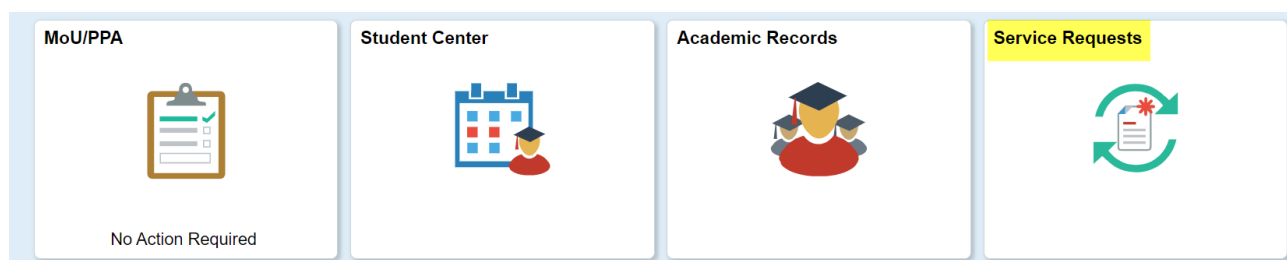 MoU/PPA
No Action Required
Student Center
Academic Records
Service Requests